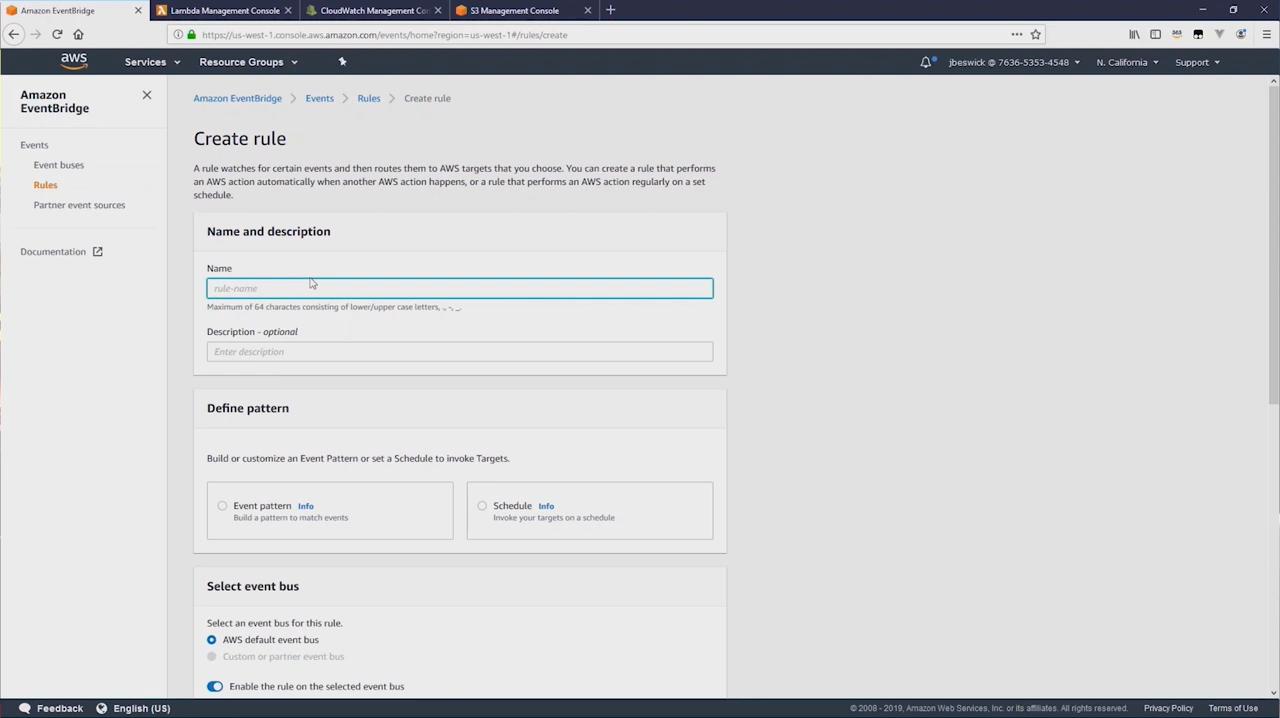 Amazon EventBridge
Lambda Management Console
CloudWatch Management Con
S3 Management Console
https://us-west-1.console.aws.amazon.com/events/home?region=us-west-1#/rules/create
aws
Services
Resource Groups
jbeswick @ 7636-5353-4548
N. California
Support
Amazon
EventBridge
Events
Event buses
Rules
Partner event sources
Documentation
Amazon EventBridge > Events > Rules > Create rule
Create rule
A rule watches for certain events and then routes them to AWS targets that you choose. You can create a rule that performs
an AWS action automatically when another AWS action happens, or a rule that performs an AWS action regularly on a set
schedule.
Name and description
Name
rule-name
Maximum of 64 charactes consisting of lower/upper case letters, ., -, _.
Description - optional
Enter description
Define pattern
Build or customize an Event Pattern or set a Schedule to invoke Targets.
Event pattern Info
Build a pattern to match events
Schedule Info
Invoke your targets on a schedule
Select event bus
Select an event bus for this rule.
AWS default event bus
Custom or partner event bus
Enable the rule on the selected event bus
Feedback
English (US)
© 2008 - 2019, Amazon Web Services, Inc. or its affiliates. All rights reserved.
Privacy Policy
Terms of Use